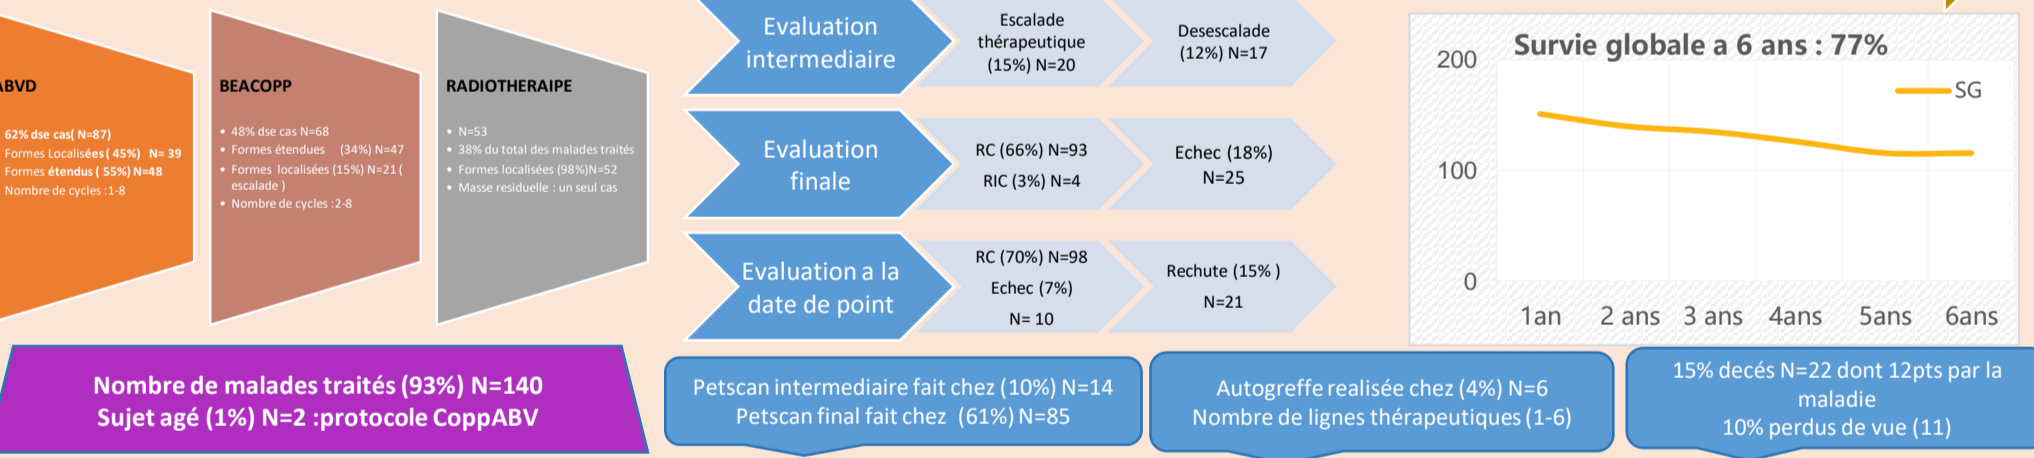 ABVD
62% dse cas( N=87)
Formes Localisées ( 45%) N= 39
Formes étendus ( 55%) N=48
Nombre de cycles :1-8
BEACOPP
• 48% dse cas N=68
• Formes étendues (34%) N=47
• Formes localisées (15%) N=21 (
escalade )
• Nombre de cycles :2-8
RADIOTHERAIPE
• N=53
• 38% du total des malades traités
• Formes localisées (98%)N=52
• Masse residuelle : un seul cas
Evaluation
intermediaire
Escalade
thérapeutique
(15%) N=20
Desescalade
(12%) N=17
Evaluation
finale
RC (66%) N=93
RIC (3%) N=4
Echec (18%)
N=25
Evaluation a la
date de point
RC (70%) N=98
Echec (7%)
N= 10
Rechute (15% )
N=21
Survie globale a 6 ans : 77%
SG
200
100
0
1an 2 ans 3 ans 4ans 5ans 6ans
Nombre de malades traités (93%) N=140
Sujet agé (1%) N=2 :protocole CoppABV
Petscan intermediaire fait chez (10%) N=14
Petscan final fait chez (61%) N=85
Autogreffe realisée chez (4%) N=6
Nombre de lignes thérapeutiques (1-6)
15% decés N=22 dont 12pts par la
maladie
10% perdus de vue (11)